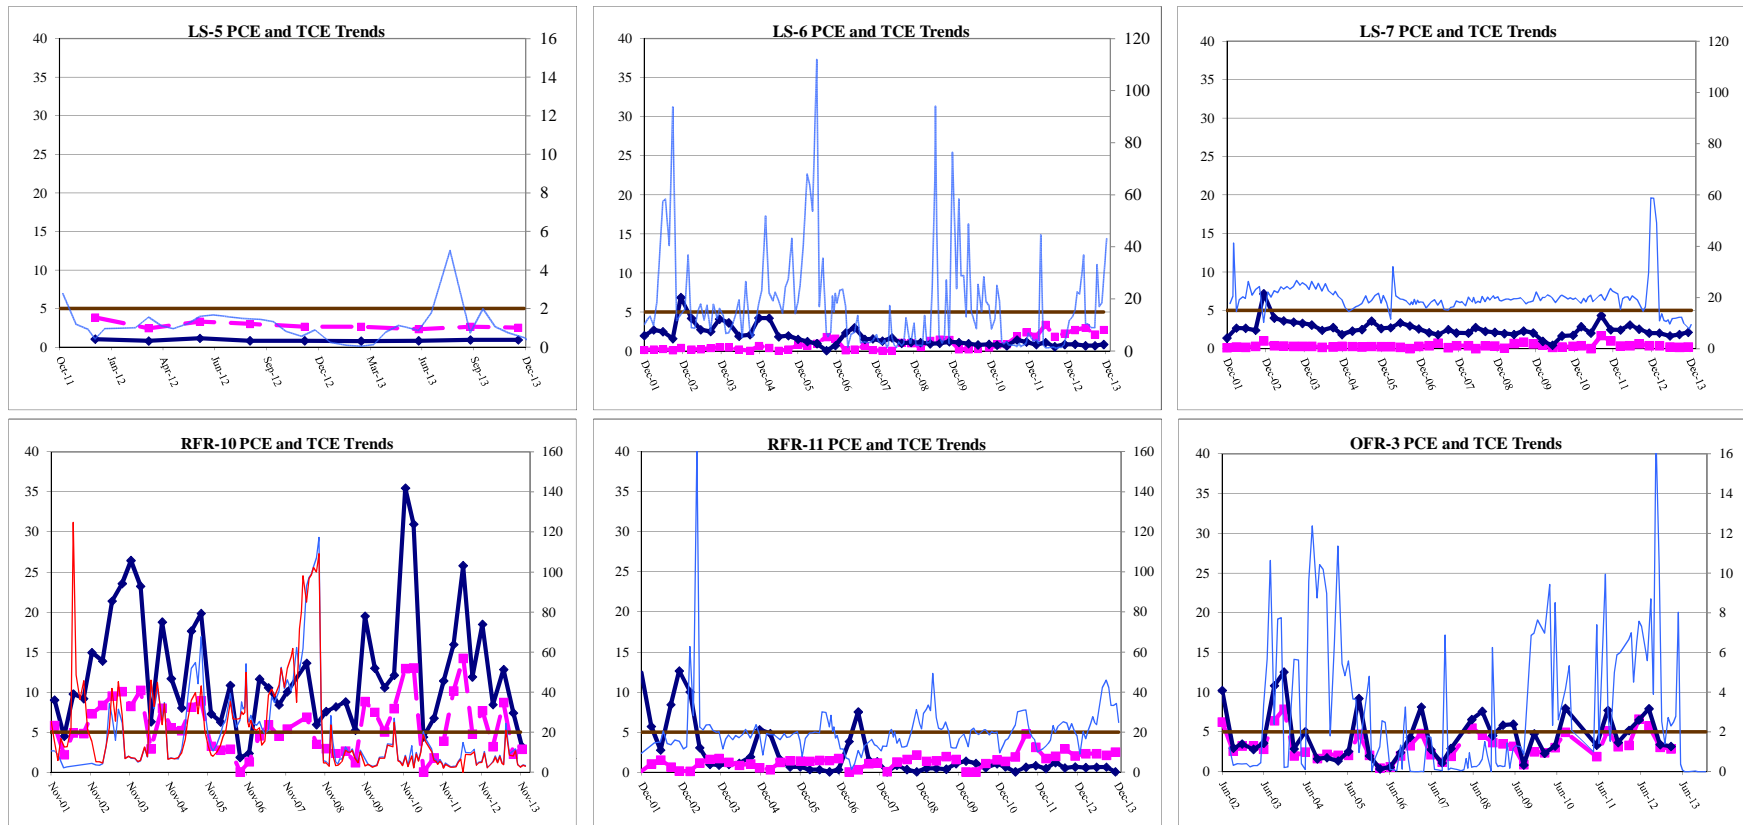 LS-5 PCE and TCE Trends
40 35 30 25 20 15 10 5 0
16 14 12 10 8 6 4 2 0
Oct-11 Jan-12 Apr-12 Jun-12 Sep-12 Dec-12 Mar-13 Jun-13 Sep-13 Dec-13
LS-6 PCE and TCE Trends
40 35 30 25 20 15 10 5 0
120 100 80 60 40 20 0
Dec-01 Dec-02 Dec-03 Dec-04 Dec-05 Dec-06 Dec-07 Dec-08 Dec-09 Dec-10 Dec-11 Dec-12 Dec-13
LS-7 PCE and TCE Trends
40 35 30 25 20 15 10 5 0
120 100 80 60 40 20 0
Dec-01 Dec-02 Dec-03 Dec-04 Dec-05 Dec-06 Dec-07 Dec-08 Dec-09 Dec-10 Dec-11 Dec-12 Dec-13
RFR-10 PCE and TCE Trends
40 35 30 25 20 15 10 5 0
160 140 120 100 80 60 40 20 0
Nov-01 Nov-02 Nov-03 Nov-04 Nov-05 Nov-06 Nov-07 Nov-08 Nov-09 Nov-10 Nov-11 Nov-12 Nov-13
RFR-11 PCE and TCE Trends
40 35 30 25 20 15 10 5 0
160 140 120 100 80 60 40 20 0
Dec-01 Dec-02 Dec-03 Dec-04 Dec-05 Dec-06 Dec-07 Dec-08 Dec-09 Dec-10 Dec-11 Dec-12 Dec-13
OFR-3 PCE and TCE Trends
40 35 30 25 20 15 10 5 0
16 14 12 10 8 6 4 2 0
Jun-02 Jun-03 Jun-04 Jun-05 Jun-06 Jun-07 Jun-08 Jun-09 Jun-10 Jun-11 Jun-12 Jun-13